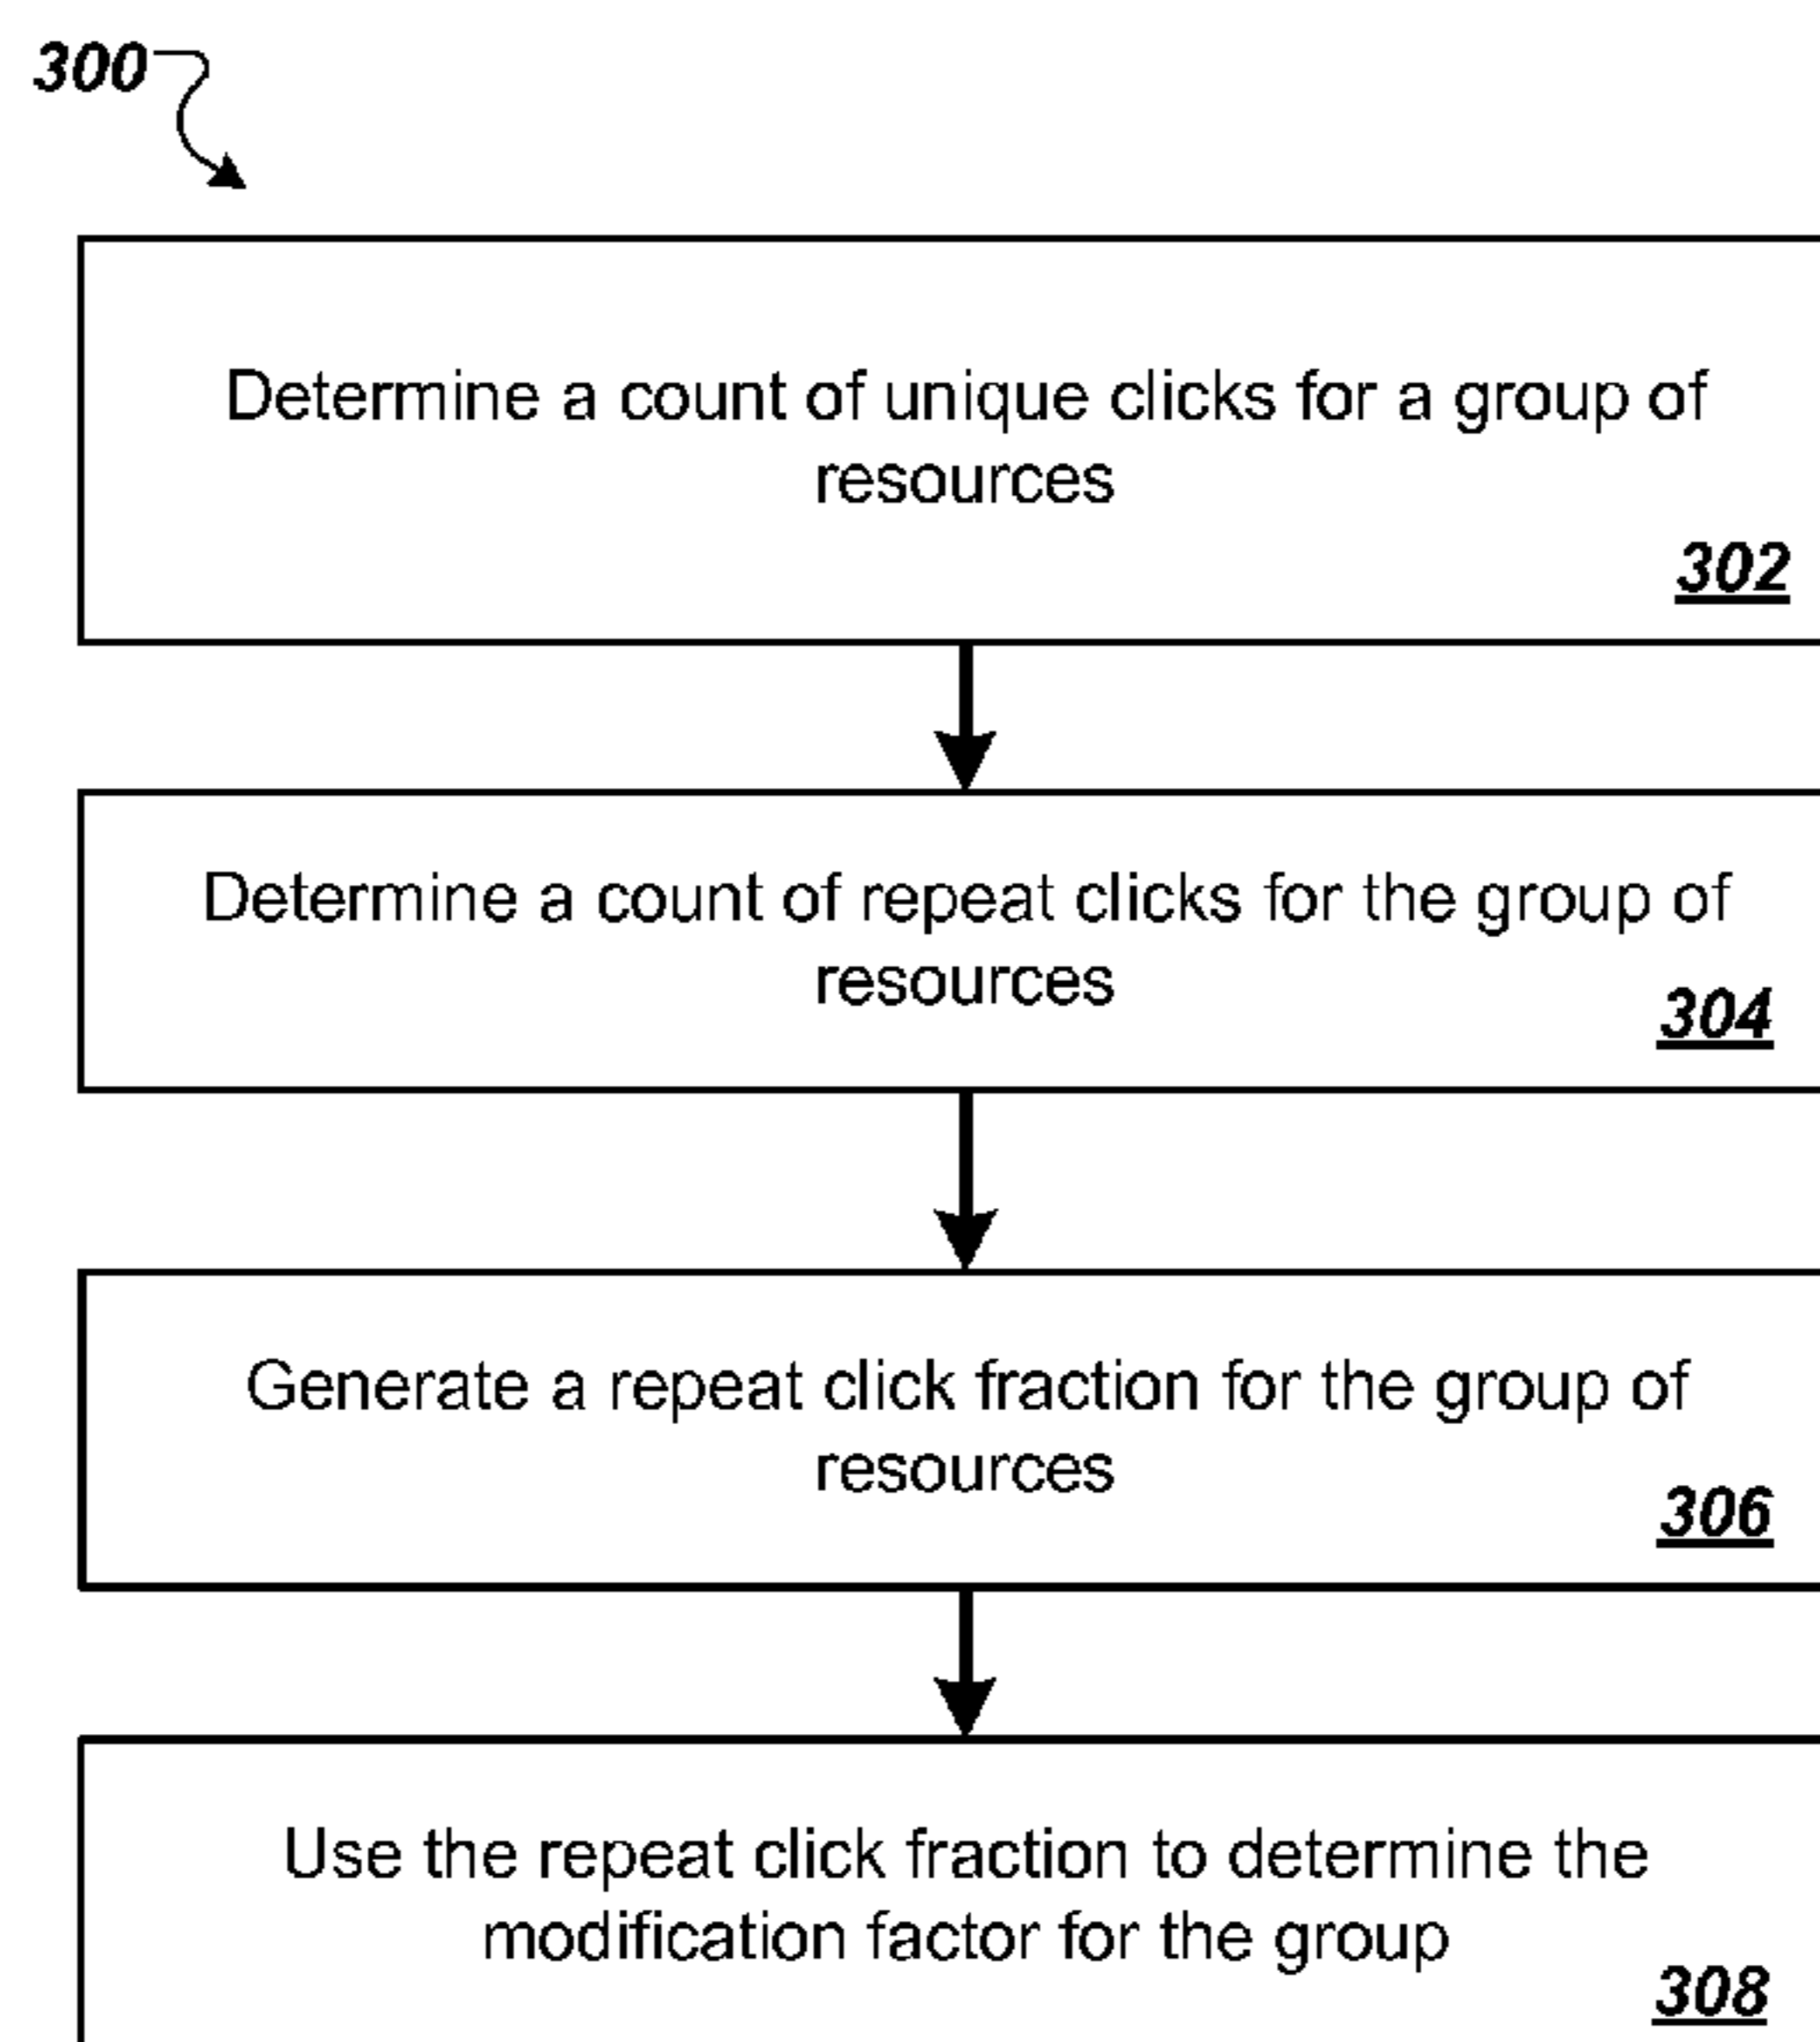 300
Determine a count of unique clicks for a group of
resources
302
Determine a count of repeat clicks for the group of
resources
304
Generate a repeat click fraction for the group of
resources
306
Use the repeat click fraction to determine the
modification factor for the group
308